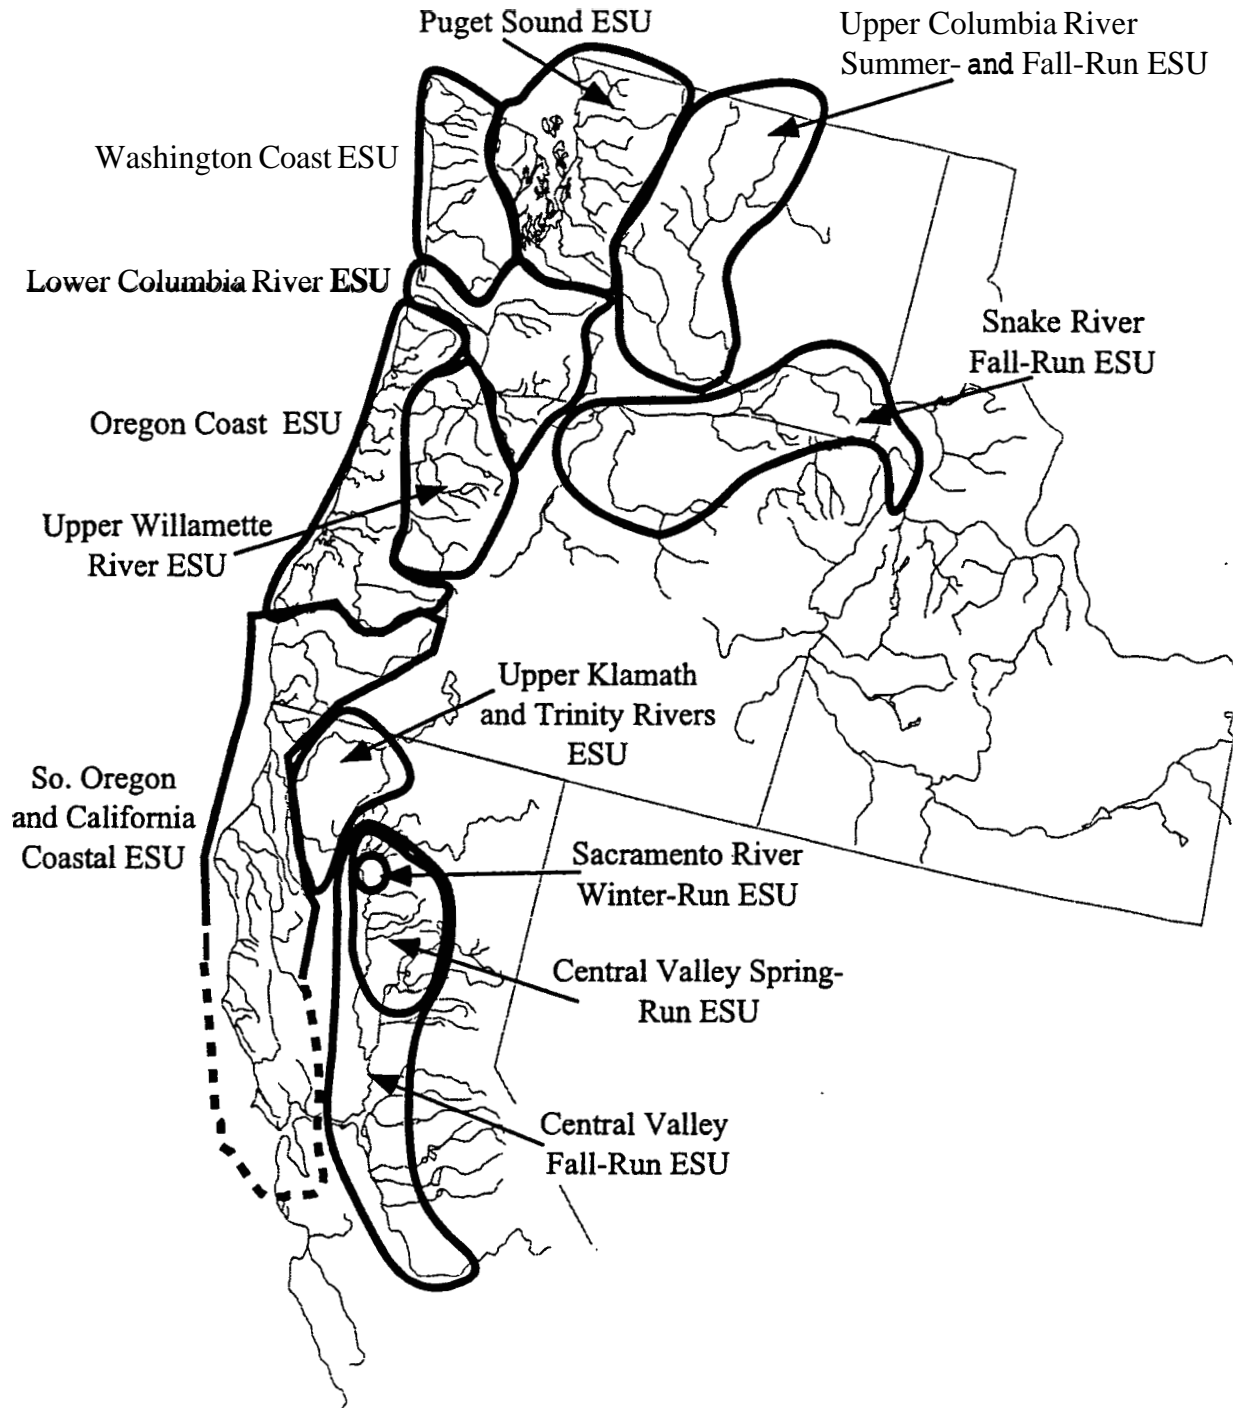 Puget Sound ESU
Upper Columbia River
Summer- and Fall-Run ESU
Washington Coast ESU
Lower Columbia River ESU
Snake River
Fall-Run ESU
Oregon Coast ESU
Upper Willamette
River ESU
Upper Klamath
and Trinity Rivers
ESU
So. Oregon
and California
Coastal ESU
Sacramento River
Winter-Run ESU
Central Valley Spring-
Run ESU
Central Valley
Fall-Run ESU